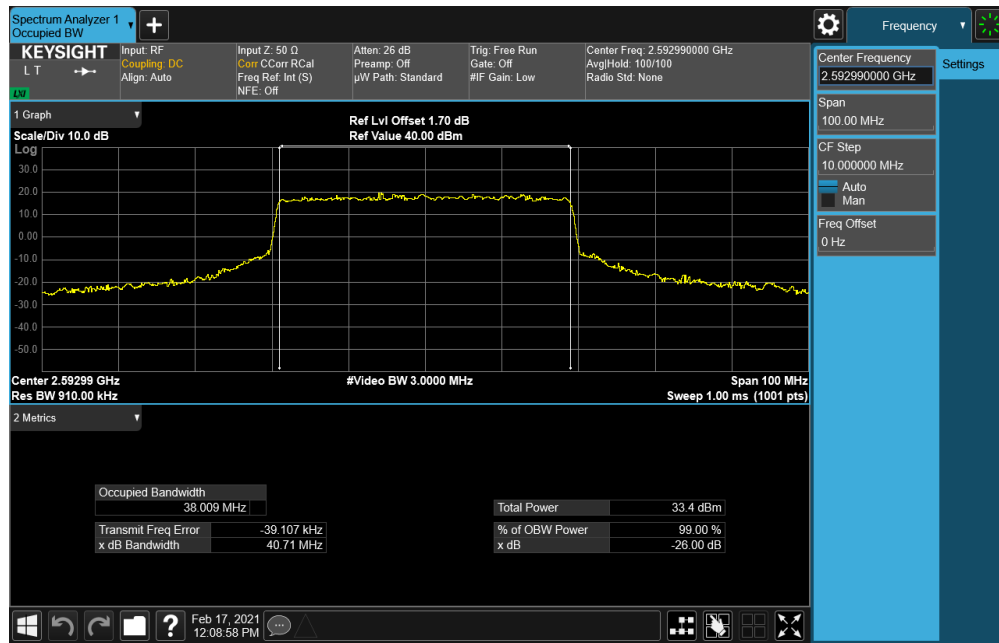 Spectrum Analyzer 1
Occupied BW
Frequency
KEYSIGHT
L T
LXI
Input: RF
Coupling: DC
Align: Auto
Input Z: 50 Ω
Corr CCorr RCal
Freq Ref: Int (S)
NFE: Off
Atten: 26 dB
Preamp: Off
µW Path: Standard
Trig: Free Run
Gate: Off
#IF Gain: Low
Center Freq: 2.592990000 GHz
Avg|Hold: 100/100
Radio Std: None
Center Frequency
2.592990000 GHz
Settings
Span
100.00 MHz
CF Step
10.000000 MHz
Auto
Man
Freq Offset
0 Hz
1 Graph
Scale/Div 10.0 dB
Ref Lvl Offset 1.70 dB
Ref Value 40.00 dBm
Log
30.0
20.0
10.0
0.00
-10.0
-20.0
-30.0
-40.0
-50.0
Center 2.59299 GHz
#Video BW 3.0000 MHz
Span 100 MHz
Res BW 910.00 kHz
Sweep 1.00 ms (1001 pts)
2 Metrics
Occupied Bandwidth
38.009 MHz
Total Power 33.4 dBm
Transmit Freq Error -39.107 kHz
% of OBW Power 99.00 %
x dB Bandwidth 40.71 MHz
x dB -26.00 dB
?
Feb 17, 2021
12:08:58 PM